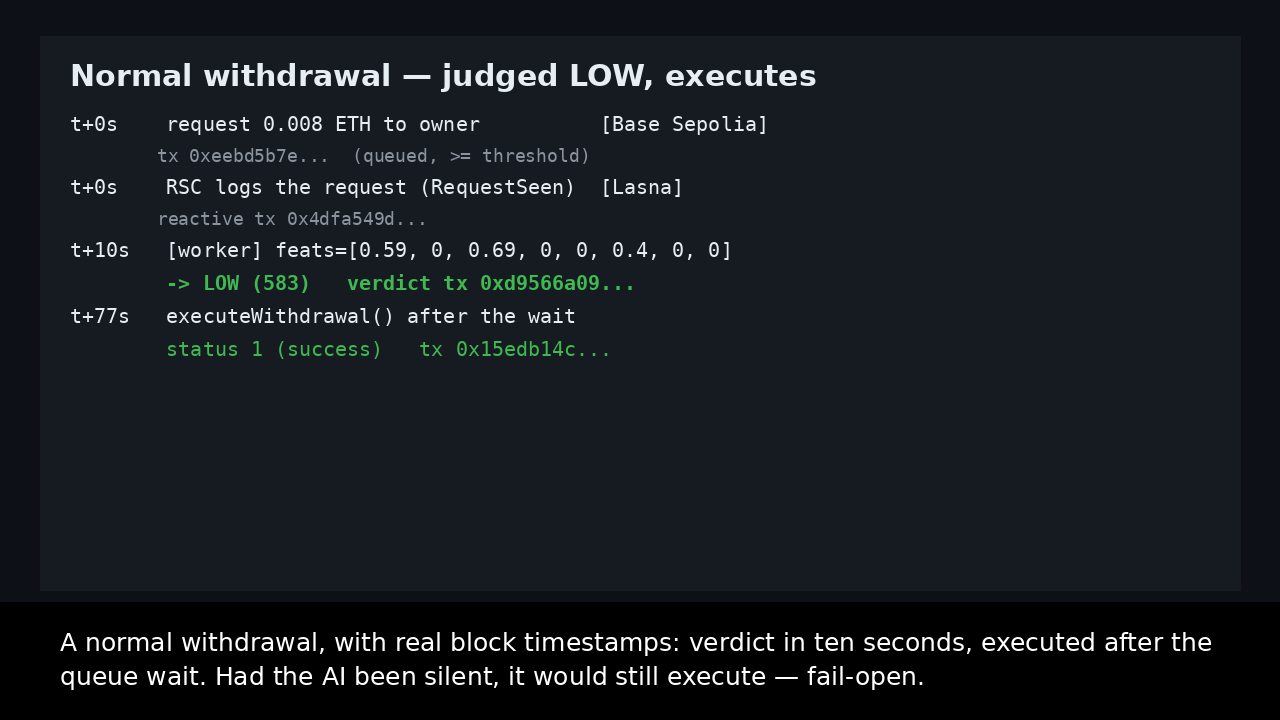 Normal withdrawal — judged LOW, executes
t+0s    request 0.008 ETH to owner          [Base Sepolia]
tx 0xeebd5b7e...  (queued, >= threshold)
t+0s    RSC logs the request (RequestSeen)  [Lasna]
reactive tx 0x4dfa549d...
t+10s   [worker] feats=[0.59, 0, 0.69, 0, 0, 0.4, 0, 0]
-> LOW (583)   verdict tx 0xd9566a09...
t+77s   executeWithdrawal() after the wait
status 1 (success)   tx 0x15edb14c...
A normal withdrawal, with real block timestamps: verdict in ten seconds, executed after the
queue wait. Had the AI been silent, it would still execute — fail-open.